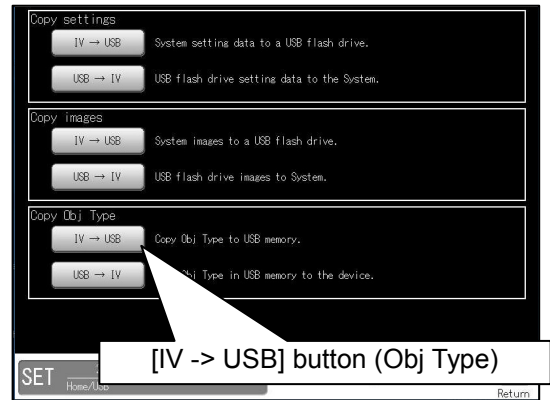 Copy settings
IV → USB System setting data to a USB flash drive.
USB → IV USB flash drive setting data to the System.
Copy images
IV → USB System images to a USB flash drive.
USB → IV USB flash drive images to System.
Copy Obj Type
IV → USB Copy Obj Type to USB memory.
USB → IV Obj Type in USB memory to the device.
[IV -> USB] button (Obj Type)
SET
Home/USB
Return